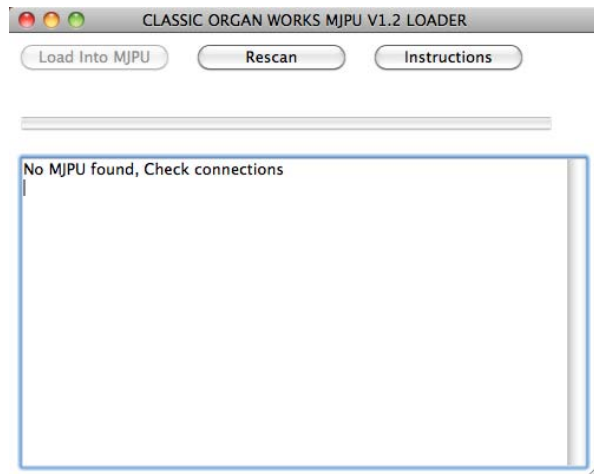 CLASSIC ORGAN WORKS MJPU V1.2 LOADER
Load Into MJPU Rescan Instructions
No MJPU found, Check connections